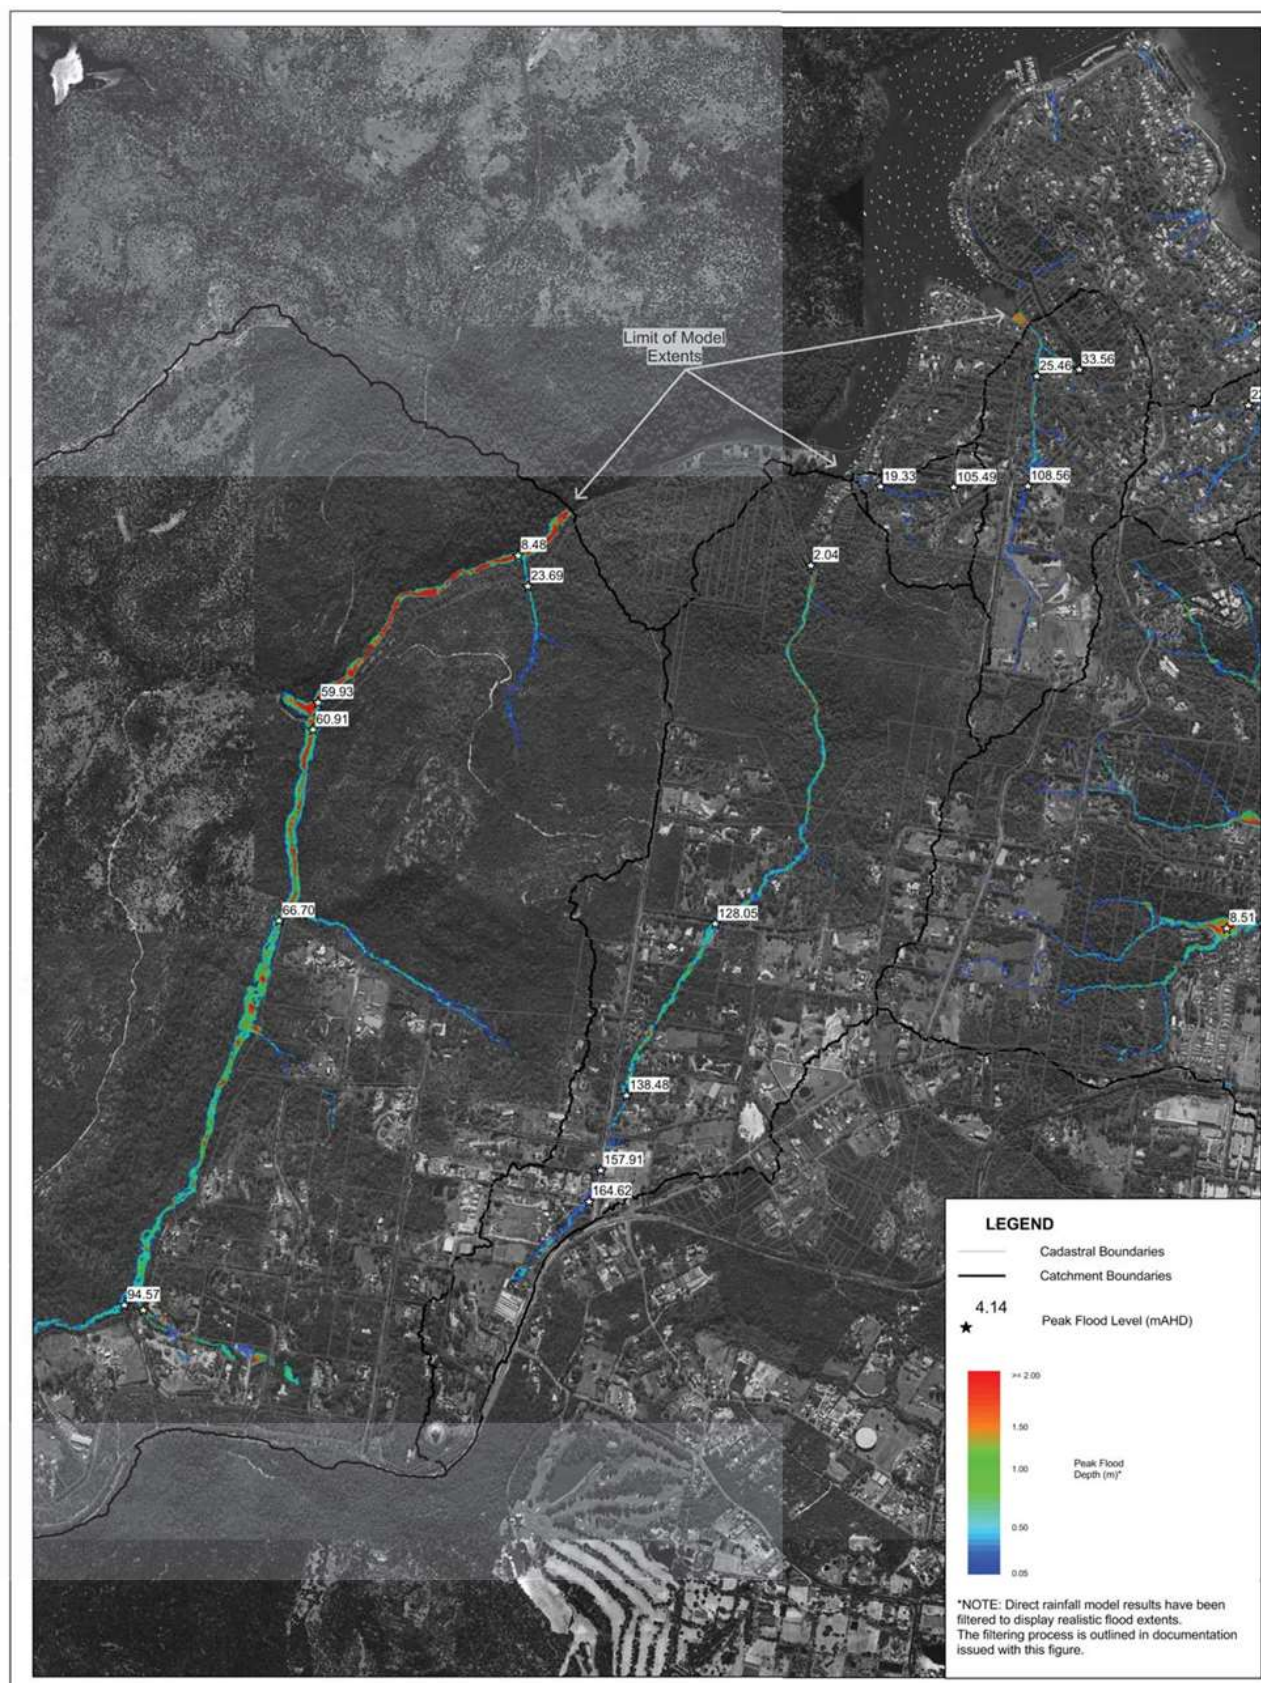 Limit of Model
Extents
33.56
25.46
19.33
105.49
108.56
8.48
2.04
23.69
59.93
60.91
66.70
128.05
8.51
138.48
157.91
164.62
94.57
LEGEND
Cadastral Boundaries
Catchment Boundaries
4.14
Peak Flood Level (mAHD)
>= 2.00
1.50
1.00
Peak Flood
Depth (m)*
0.50
0.05
*NOTE: Direct rainfall model results have been
filtered to display realistic flood extents.
The filtering process is outlined in documentation
issued with this figure.